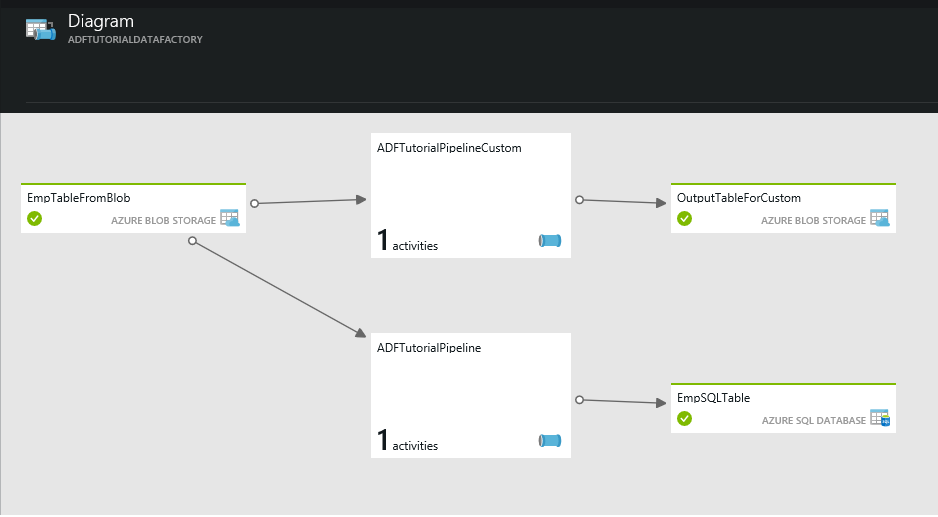 Diagram
ADFTUTORIALDATAFACTORY
ADFTutorialPipelineCustom
1 activities
EmpTableFromBlob
AZURE BLOB STORAGE
OutputTableForCustom
AZURE BLOB STORAGE
ADFTutorialPipeline
1 activities
EmpSQLTable
AZURE SQL DATABASE
SQL